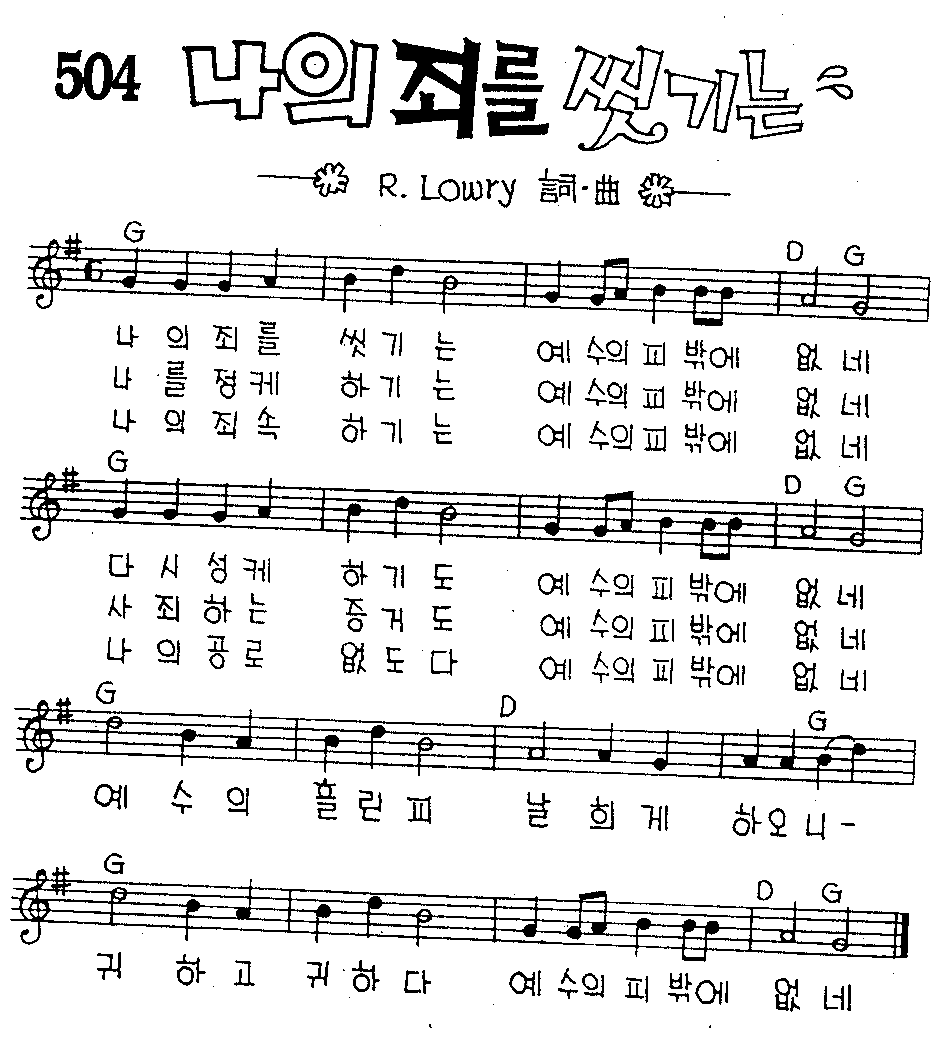 504 나의 죄를 씻기는
R. Lowry 詞·曲
G D G
나 의 죄 를 씻 기 는 예 수의 피 밖에 없 네
나 를 정 케 하 기 는 예 수의 피 밖에 없 네
나 의 죄 속 하 기 는 예 수의 피 밖에 없 네
G D G
다 시 성 케 하 기 도 예 수의 피 밖에 없 네
사 죄 하 는 증 거 도 예 수의 피 밖에 없 네
나 의 공 로 없 도 다 예 수의 피 밖에 없 네
G D G
예 수 의 흘 린 피 날 희 게 하 오 니 -
G D G
귀 하 고 귀 하 다 예 수의 피 밖에 없 네